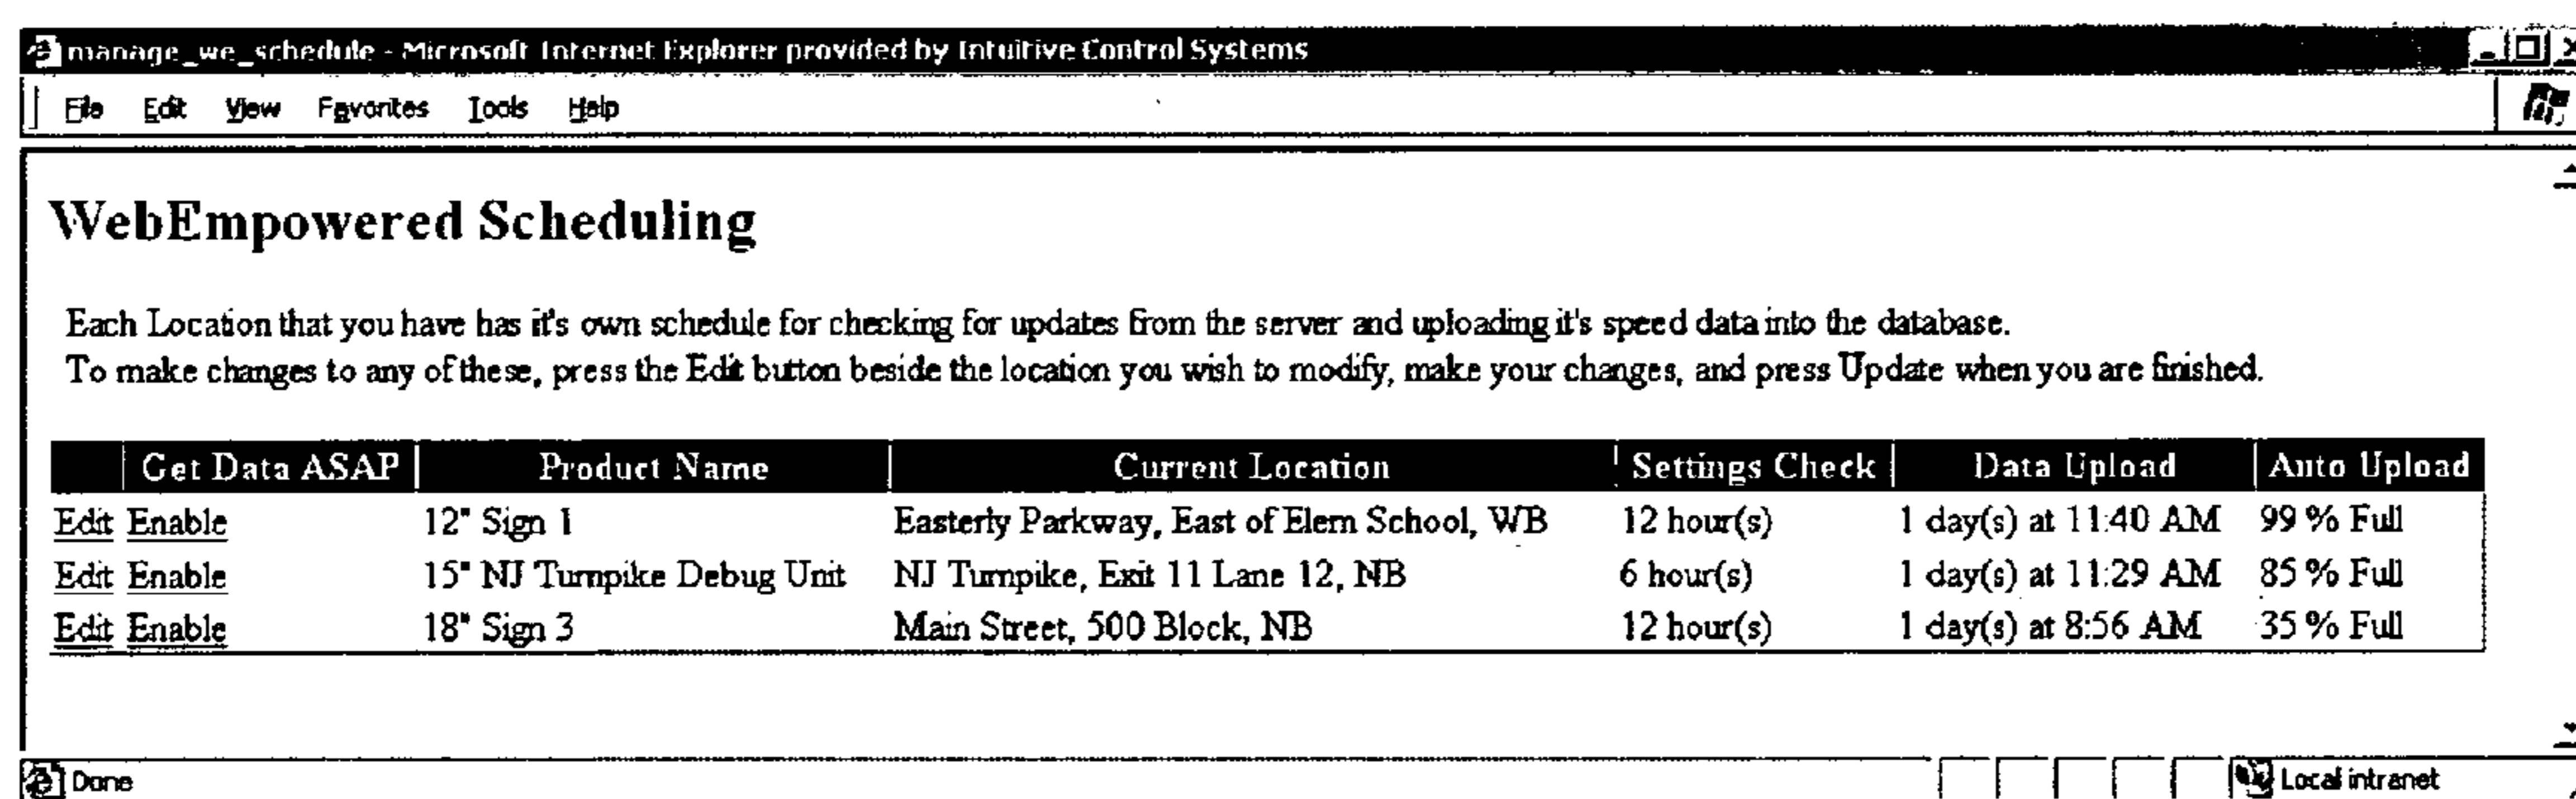 manage_we_schedule - Microsoft Internet Explorer provided by Intuitive Control Systems
File Edit View Favorites Tools Help
WebEmpowered Scheduling
Each Location that you have has it's own schedule for checking for updates from the server and uploading it's speed data into the database.
To make changes to any of these, press the Edit button beside the location you wish to modify, make your changes, and press Update when you are finished.
Get Data ASAP Product Name Current Location Settings Check Data Upload Auto Upload
Edit Enable 12" Sign 1 Easterly Parkway, East of Elem School, WB 12 hour(s) 1 day(s) at 11:40 AM 99 % Full
Edit Enable 15" NJ Turnpike Debug Unit NJ Turnpike, Exit 11 Lane 12, NB 6 hour(s) 1 day(s) at 11:29 AM 85 % Full
Edit Enable 18" Sign 3 Main Street, 500 Block, NB 12 hour(s) 1 day(s) at 8:56 AM 35 % Full
Done Local intranet